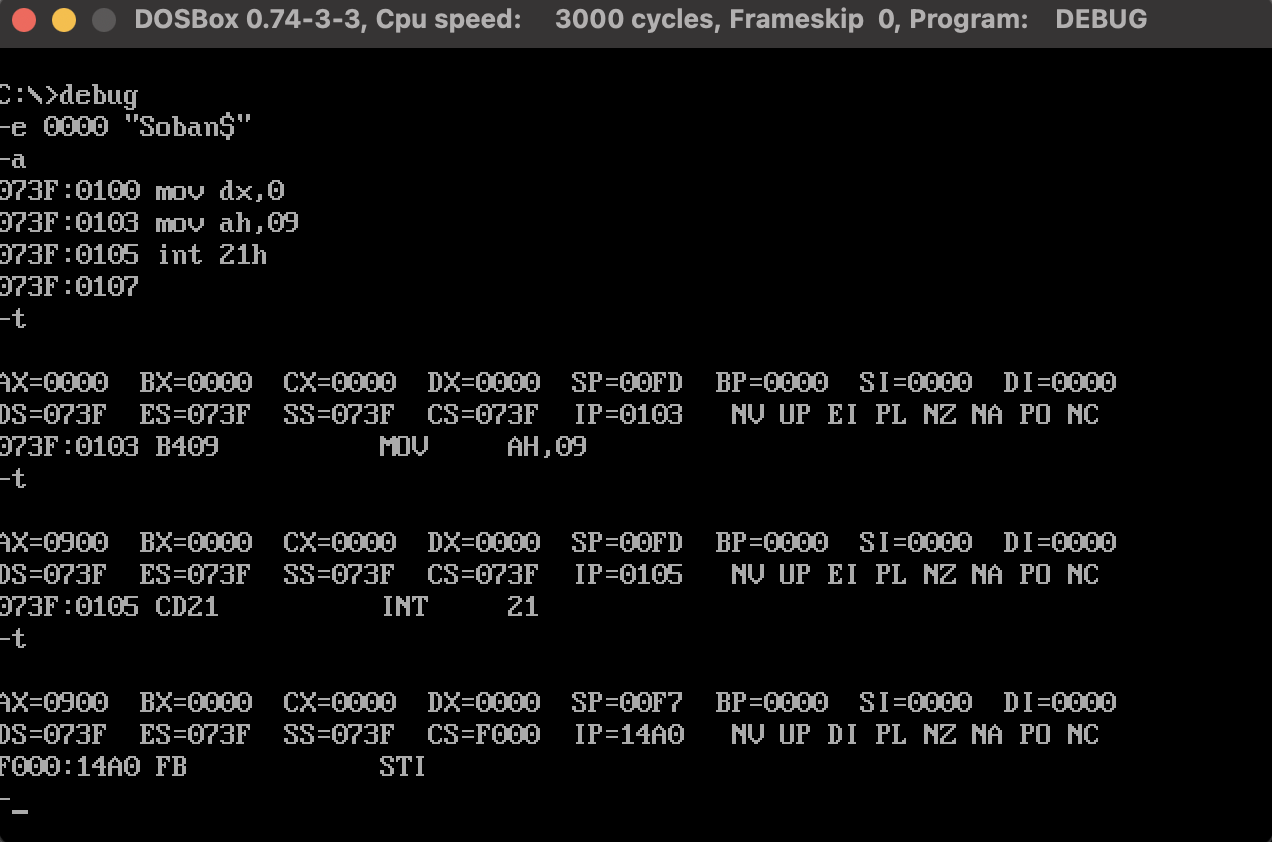 DOSBox 0.74-3-3, Cpu speed: 3000 cycles, Frameskip 0, Program: DEBUG
C:\>debug
-e 0000 "Soban$"
-a
073F:0100 mov dx,0
073F:0103 mov ah,09
073F:0105 int 21h
073F:0107
-t
AX=0000 BX=0000 CX=0000 DX=0000 SP=00FD BP=0000 SI=0000 DI=0000
DS=073F ES=073F SS=073F CS=073F IP=0103 NV UP EI PL NZ NA PO NC
073F:0103 B409 MOV AH,09
-t
AX=0900 BX=0000 CX=0000 DX=0000 SP=00FD BP=0000 SI=0000 DI=0000
DS=073F ES=073F SS=073F CS=073F IP=0105 NV UP EI PL NZ NA PO NC
073F:0105 CD21 INT 21
-t
AX=0900 BX=0000 CX=0000 DX=0000 SP=00F7 BP=0000 SI=0000 DI=0000
DS=073F ES=073F SS=073F CS=F000 IP=14A0 NV UP DI PL NZ NA PO NC
F000:14A0 FB STI
-_